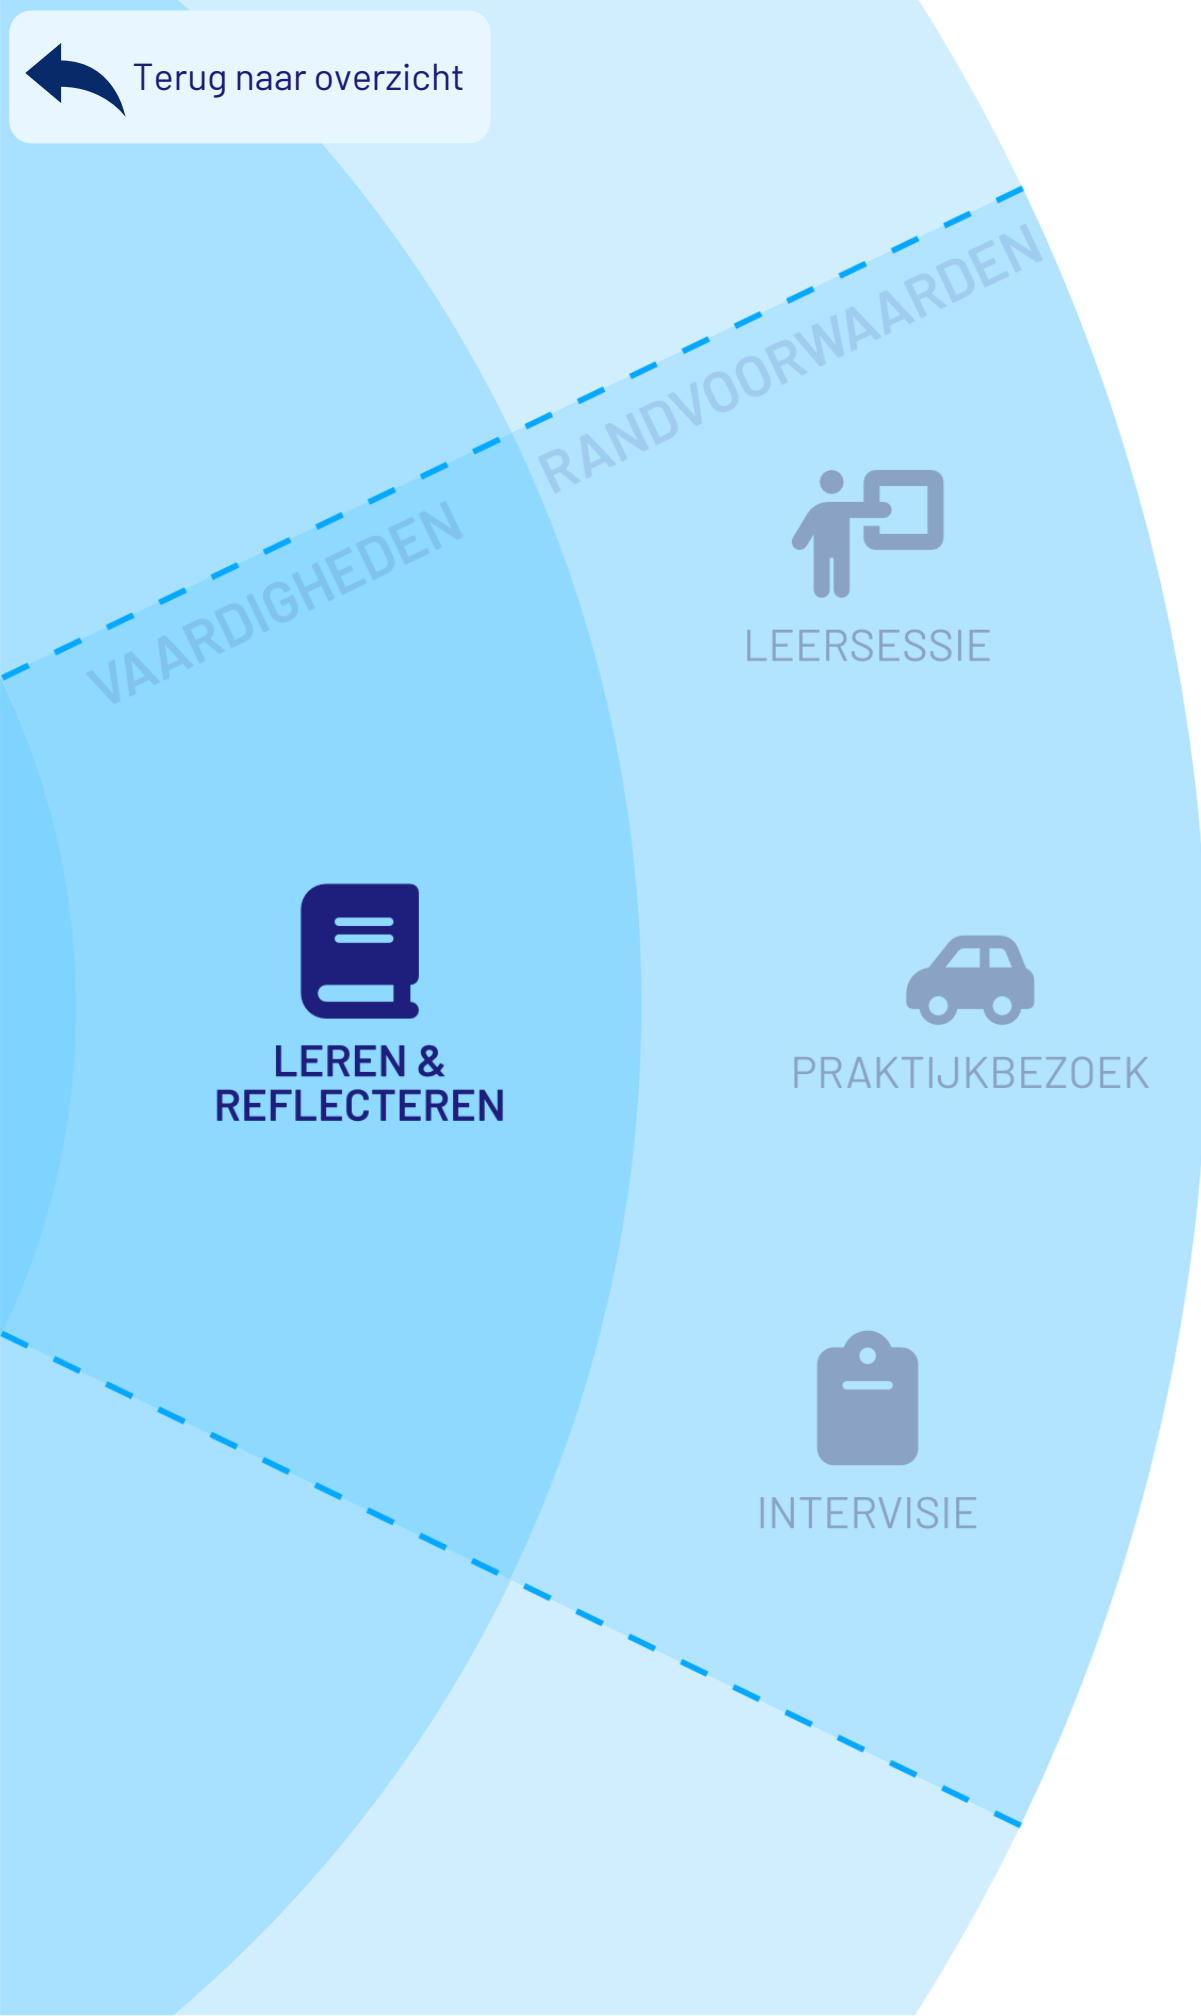 Terug naar overzicht
RANDVOORWAARDEN
VAARDIGHEDEN
LEERSESSIE
LEREN &
REFLECTEREN
PRAKTIJKBEZOEK
INTERVISIE